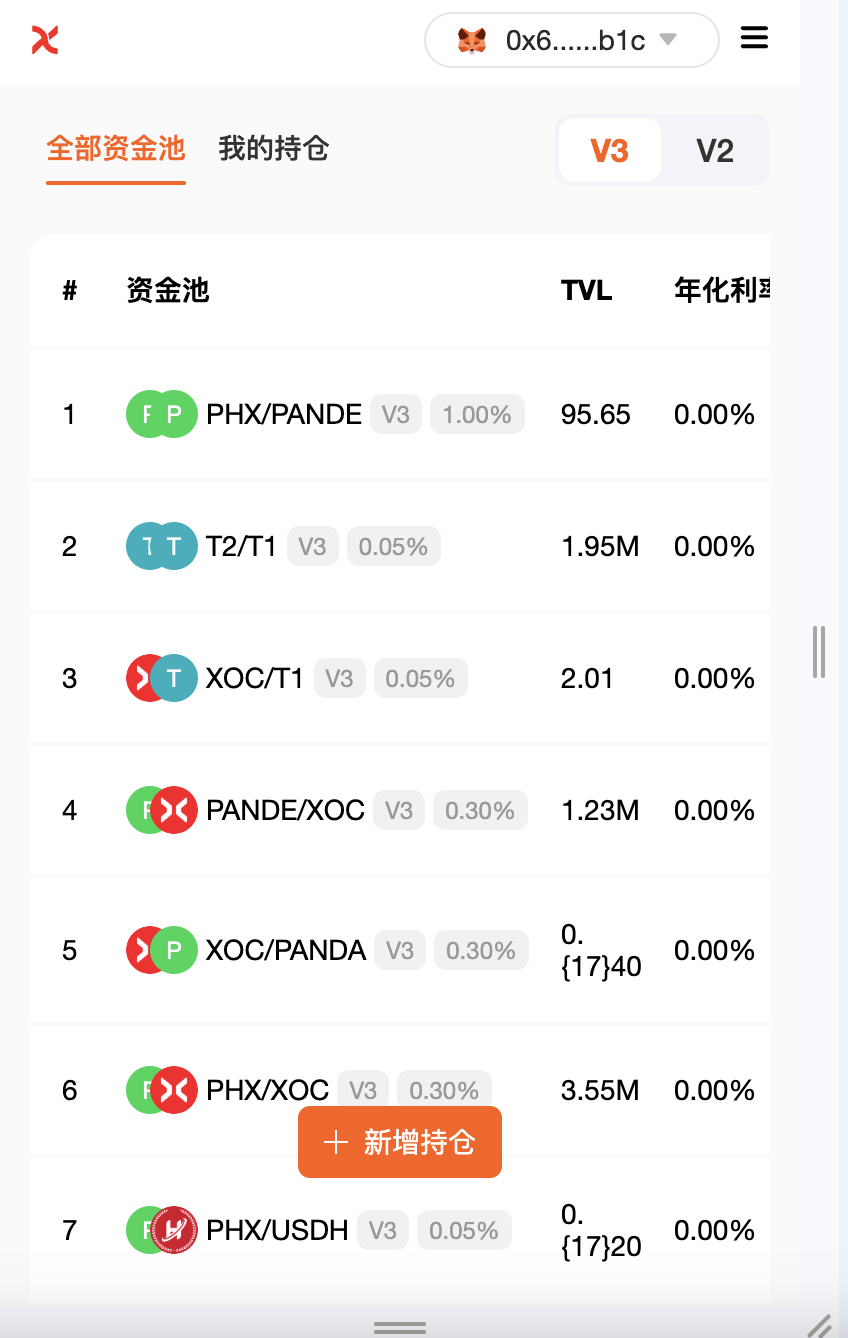 0x6......b1c
全部资金池 我的持仓 V3 V2
# 资金池 TVL 年化利率
1 P P PHX/PANDE V3 1.00% 95.65 0.00%
2 T T T2/T1 V3 0.05% 1.95M 0.00%
3 T XOC/T1 V3 0.05% 2.01 0.00%
4 P PANDE/XOC V3 0.30% 1.23M 0.00%
5 P XOC/PANDA V3 0.30% 0.
{17}40 0.00%
6 P PHX/XOC V3 0.30% 3.55M 0.00%
新增持仓
7 P PHX/USDH V3 0.05% 0.
{17}20 0.00%